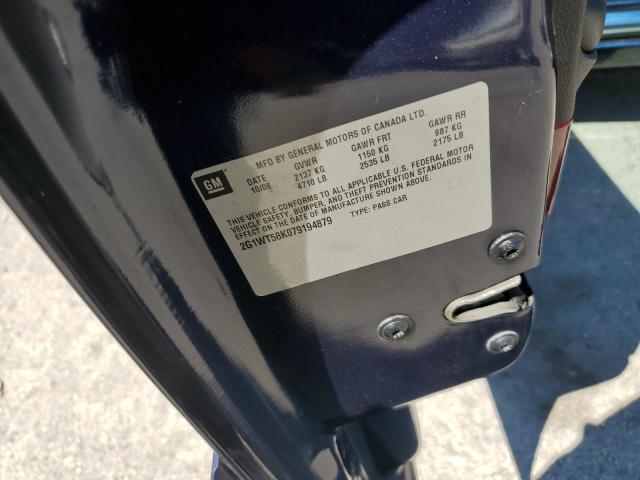 MFD BY GENERAL MOTORS OF CANADA LTD.
DATE GVWR GAWR FRT GAWR RR
10/06 2137 KG 1150 KG 987 KG
4710 LB 2535 LB 2175 LB
GM
THIS VEHICLE CONFORMS TO ALL APPLICABLE U.S. FEDERAL MOTOR
VEHICLE SAFETY, BUMPER, AND THEFT PREVENTION STANDARDS IN
EFFECT ON THE DATE OF MANUFACTURE SHOWN ABOVE.
2G1WT58K079194879 TYPE: PASS CAR